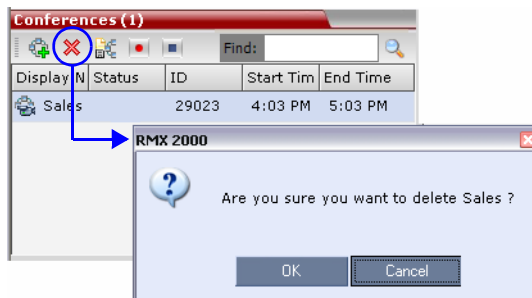 Conferences (1)
Find:
Display N Status ID Start Tim End Time
Sales 29023 4:03 PM 5:03 PM
RMX 2000
Are you sure you want to delete Sales ?
OK Cancel